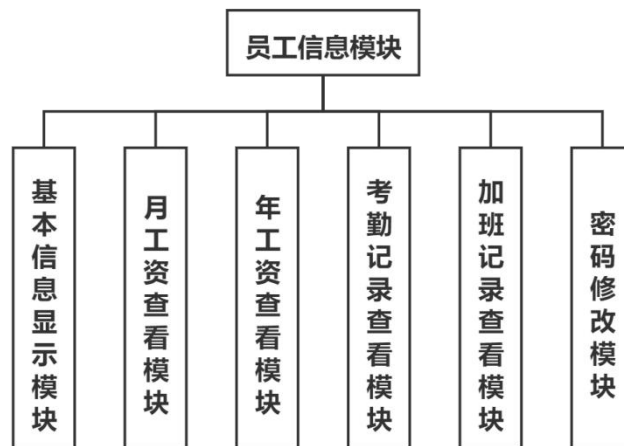 员工信息模块
基本信息显示模块
月工资查看模块
年工资查看模块
考勤记录查看模块
加班记录查看模块
密码修改模块